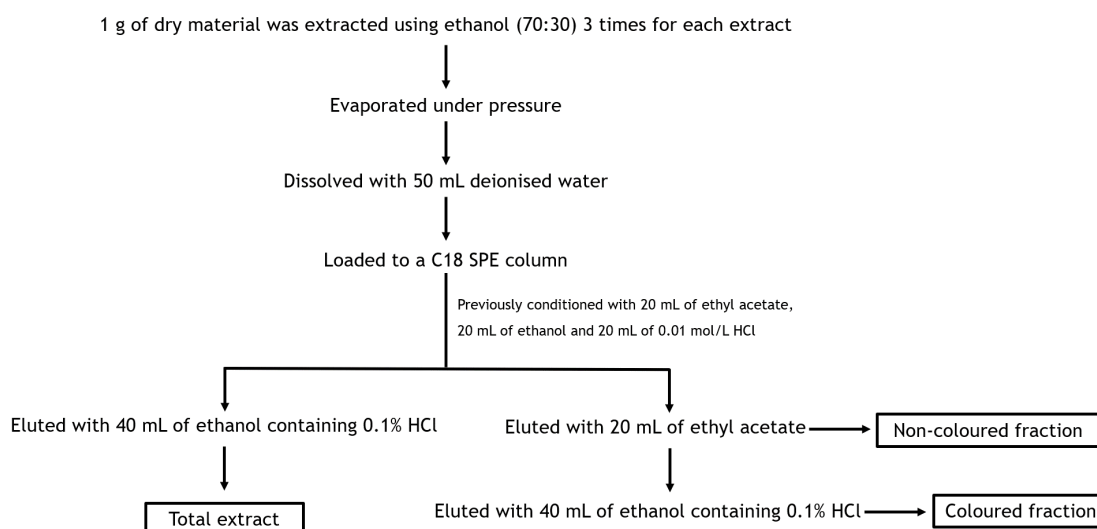 1 g of dry material was extracted using ethanol (70:30) 3 times for each extract
Evaporated under pressure
Dissolved with 50 mL deionised water
Loaded to a C18 SPE column
Previously conditioned with 20 mL of ethyl acetate,
20 mL of ethanol and 20 mL of 0.01 mol/L HCl
Eluted with 40 mL of ethanol containing 0.1% HCl
Total extract
Eluted with 20 mL of ethyl acetate
Non-coloured fraction
Eluted with 40 mL of ethanol containing 0.1% HCl
Coloured fraction